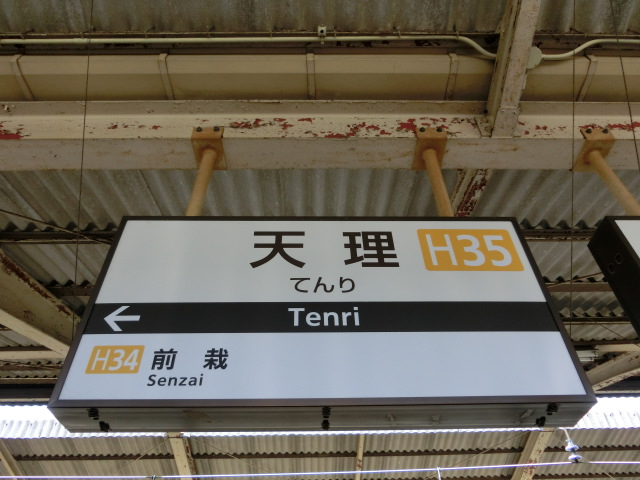 天理 H35
てんり
← Tenri
H34 前栽
Senzai